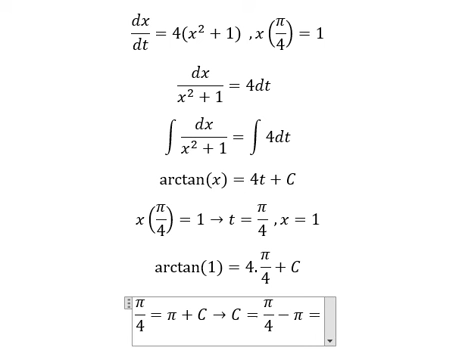 dx/dt = 4(x² + 1) ,x(π/4) = 1
dx/(x² + 1) = 4dt
∫ dx/(x² + 1) = ∫ 4dt
arctan(x) = 4t + C
x(π/4) = 1 → t = π/4 ,x = 1
arctan(1) = 4.π/4 + C
π/4 = π + C → C = π/4 − π =